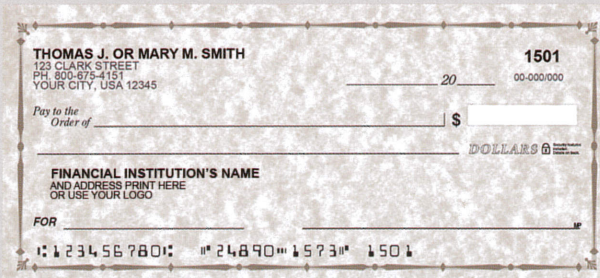 THOMAS J. OR MARY M. SMITH
1501
123 CLARK STREET
PH. 800-675-4151
YOUR CITY, USA 12345
20
00-000/000
Pay to the
Order of
$
DOLLARS
FINANCIAL INSTITUTION'S NAME
AND ADDRESS PRINT HERE
OR USE YOUR LOGO
FOR
MP
⑆123456780⑆ ⑈24890⑉1573⑈ 1501